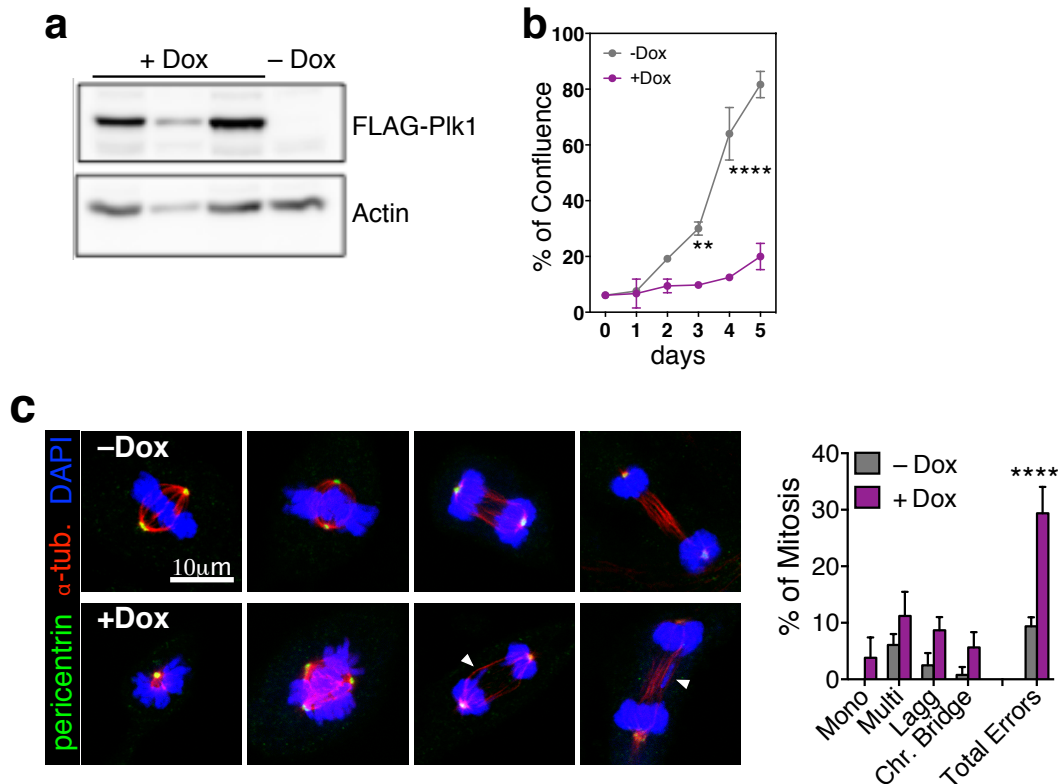 a
+ Dox – Dox
FLAG-Plk1
Actin
b
% of Confluence
100
80
60
40
20
0
-Dox
+Dox
**
****
0 1 2 3 4 5
days
c
pericentrin α-tub. DAPI
–Dox
10μm
+Dox
% of Mitosis
40
30
20
10
0
– Dox
+ Dox
****
Mono
Multi
Lagg
Chr. Bridge
Total Errors